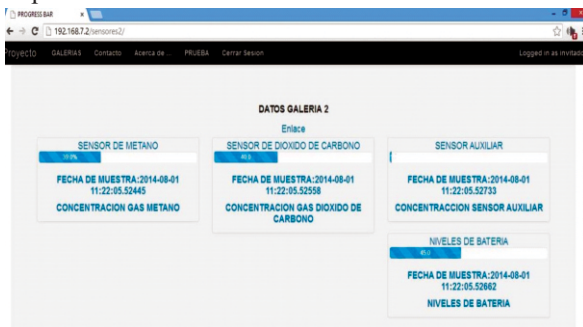 PROGRESS BAR
192.168.7.2/sensores2/
Proyecto GALERIAS Contacto Acerca de ... PRUEBA Cerrar Sesion Logged in as invitado
DATOS GALERIA 2
Enlace
SENSOR DE METANO
FECHA DE MUESTRA:2014-08-01
11:22:05.52445
CONCENTRACION GAS METANO
SENSOR DE DIOXIDO DE CARBONO
40.0
FECHA DE MUESTRA:2014-08-01
11:22:05.52558
CONCENTRACION GAS DIOXIDO DE
CARBONO
SENSOR AUXILIAR
FECHA DE MUESTRA:2014-08-01
11:22:05.52733
CONCENTRACCION SENSOR AUXILIAR
NIVELES DE BATERIA
45.0
FECHA DE MUESTRA:2014-08-01
11:22:05.52662
NIVELES DE BATERIA